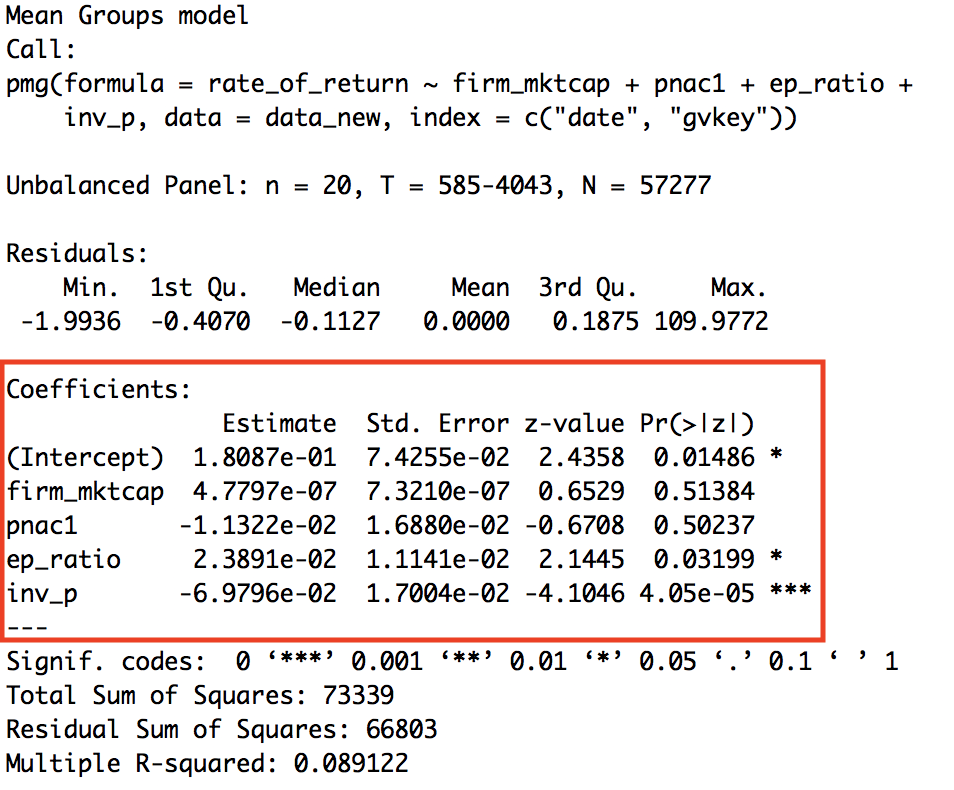 Mean Groups model
Call:
pmg(formula = rate_of_return ~ firm_mktcap + pnac1 + ep_ratio +
    inv_p, data = data_new, index = c("date", "gvkey"))
Unbalanced Panel: n = 20, T = 585-4043, N = 57277
Residuals:
    Min.  1st Qu.   Median     Mean  3rd Qu.     Max.
 -1.9936  -0.4070  -0.1127   0.0000   0.1875 109.9772
Coefficients:
               Estimate  Std. Error z-value Pr(>|z|)
(Intercept)  1.8087e-01  7.4255e-02  2.4358  0.01486 *
firm_mktcap  4.7797e-07  7.3210e-07  0.6529  0.51384
pnac1       -1.1322e-02  1.6880e-02 -0.6708  0.50237
ep_ratio     2.3891e-02  1.1141e-02  2.1445  0.03199 *
inv_p       -6.9796e-02  1.7004e-02 -4.1046 4.05e-05 ***
---
Signif. codes:  0 ‘***’ 0.001 ‘**’ 0.01 ‘*’ 0.05 ‘.’ 0.1 ‘ ’ 1
Total Sum of Squares: 73339
Residual Sum of Squares: 66803
Multiple R-squared: 0.089122